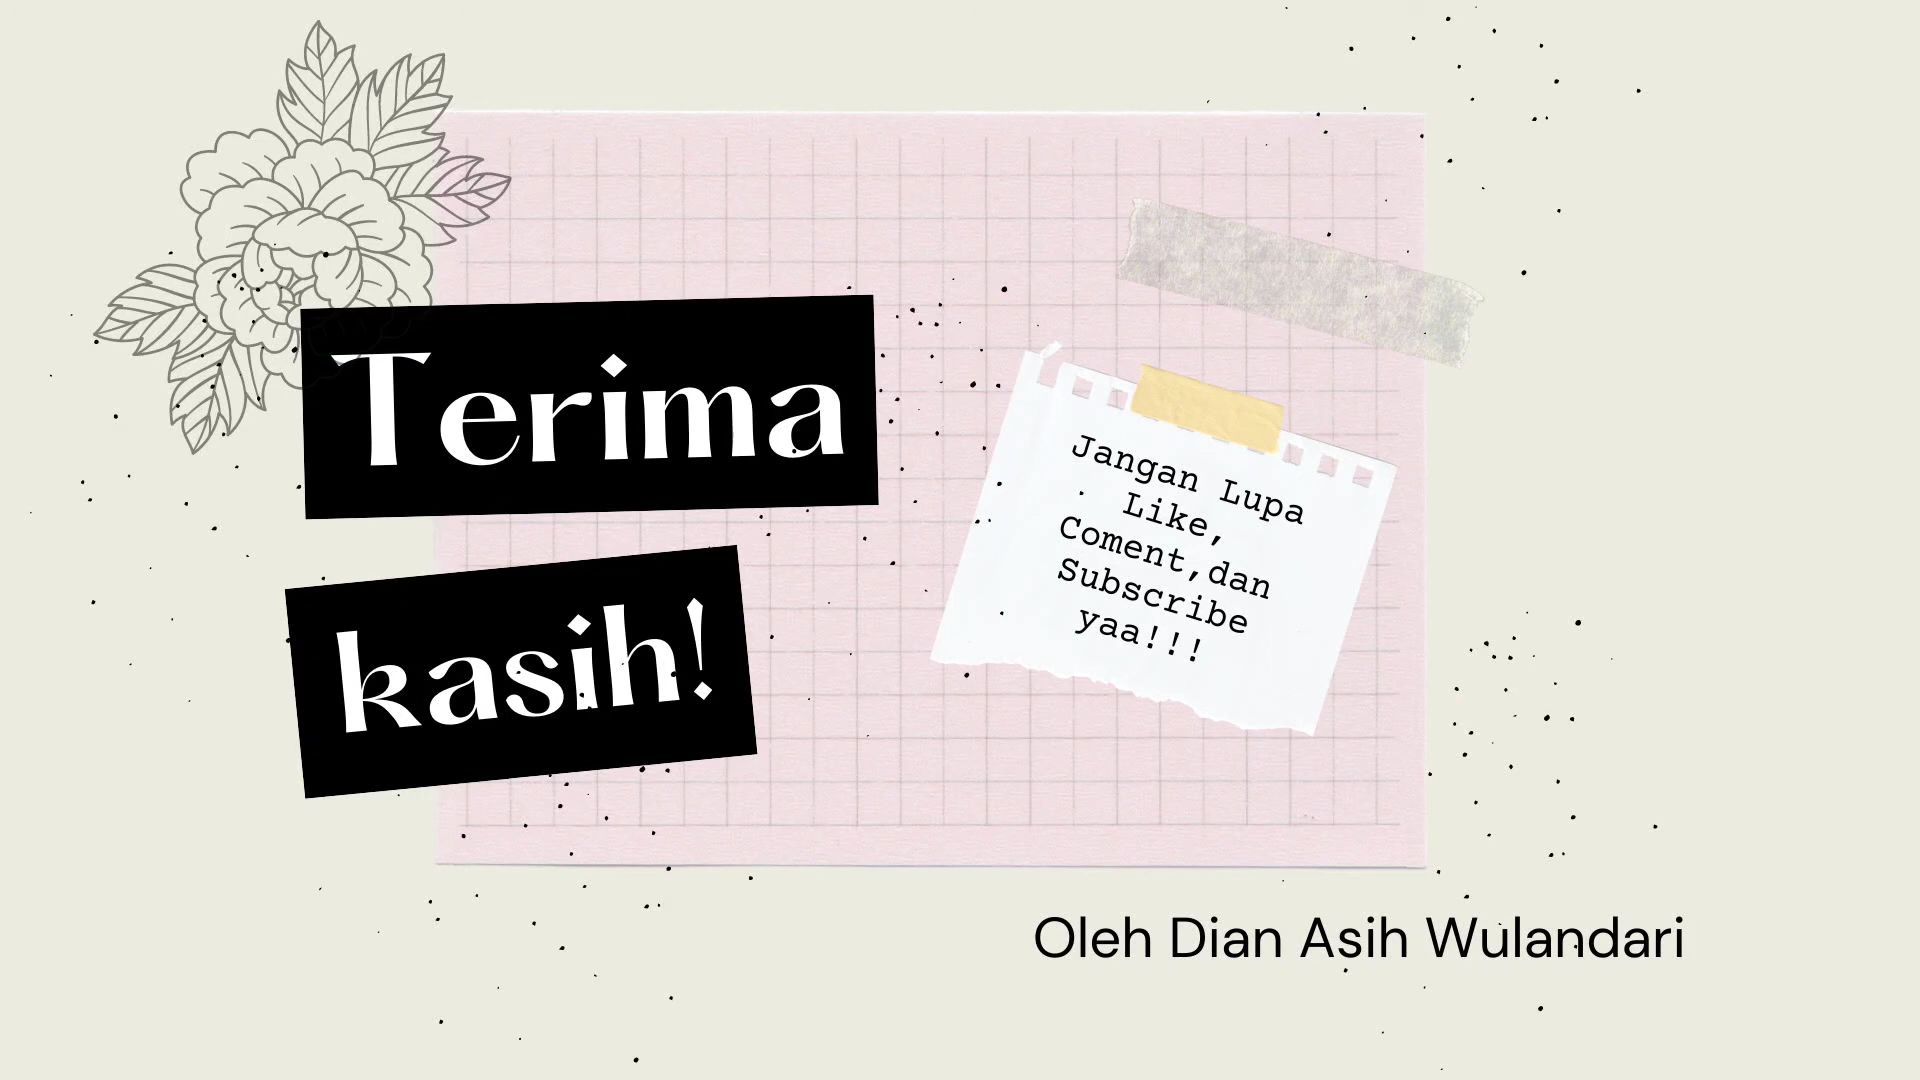 Terima
kasih!
Jangan Lupa
Like,
Coment,dan
Subscribe
yaa!!!
Oleh Dian Asih Wulandari